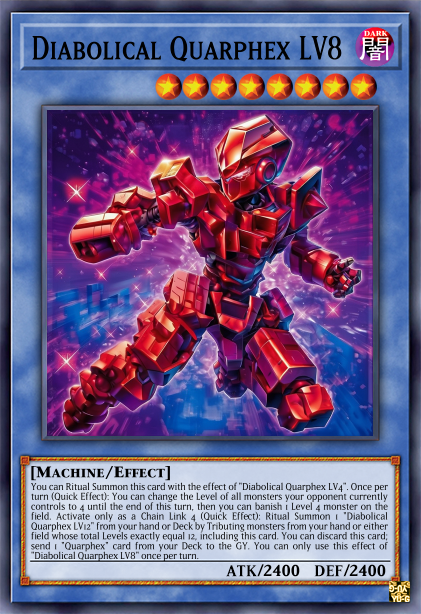 DIABOLICAL QUARPHEX LV8
DARK
闇
[MACHINE/EFFECT]
You can Ritual Summon this card with the effect of "Diabolical Quarphex LV4". Once per
turn (Quick Effect): You can change the Level of all monsters your opponent currently
controls to 4 until the end of this turn, then you can banish 1 Level 4 monster on the
field. Activate only as a Chain Link 4 (Quick Effect): Ritual Summon 1 "Diabolical
Quarphex LV12" from your hand or Deck by Tributing monsters from your hand or either
field whose total Levels exactly equal 12, including this card. You can discard this card;
send 1 "Quarphex" card from your Deck to the GY. You can only use this effect of
"Diabolical Quarphex LV8" once per turn.
ATK/2400 DEF/2400